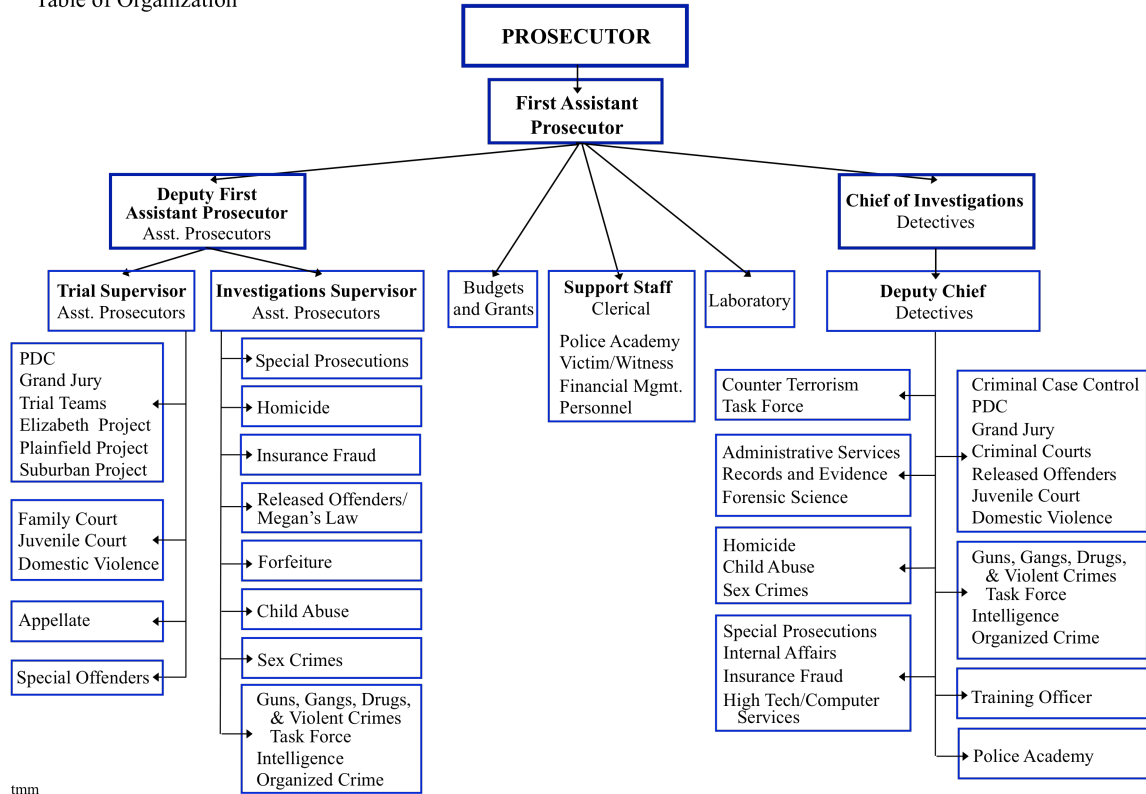 Table of Organization
PROSECUTOR
First Assistant
Prosecutor
Deputy First
Assistant Prosecutor
Asst. Prosecutors
Chief of Investigations
Detectives
Trial Supervisor
Asst. Prosecutors
Investigations Supervisor
Asst. Prosecutors
Budgets
and Grants
Support Staff
Clerical
Police Academy
Victim/Witness
Financial Mgmt.
Personnel
Laboratory
Deputy Chief
Detectives
PDC
Grand Jury
Trial Teams
Elizabeth Project
Plainfield Project
Suburban Project
Family Court
Juvenile Court
Domestic Violence
Appellate
Special Offenders
Special Prosecutions
Homicide
Insurance Fraud
Released Offenders/
Megan's Law
Forfeiture
Child Abuse
Sex Crimes
Guns, Gangs, Drugs,
& Violent Crimes
Task Force
Intelligence
Organized Crime
Counter Terrorism
Task Force
Administrative Services
Records and Evidence
Forensic Science
Homicide
Child Abuse
Sex Crimes
Special Prosecutions
Internal Affairs
Insurance Fraud
High Tech/Computer
Services
Criminal Case Control
PDC
Grand Jury
Criminal Courts
Released Offenders
Juvenile Court
Domestic Violence
Guns, Gangs, Drugs,
& Violent Crimes
Task Force
Intelligence
Organized Crime
Training Officer
Police Academy
tmm